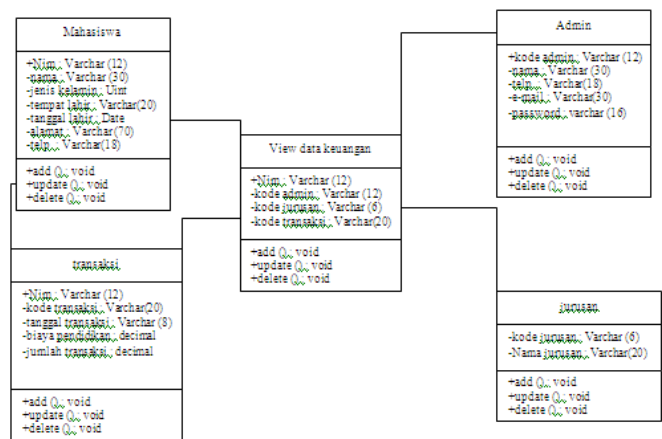 Mahasiswa
+Nim : Varchar (12)
-nama : Varchar (30)
-jenis kelamin : Uint
-tempat lahir : Varchar(20)
-tanggal lahir : Date
-alamat : Varchar (70)
-telp : Varchar(18)
+add () : void
+update () : void
+delete () : void
Admin
+kode admin : Varchar (12)
-nama : Varchar (30)
-telp : Varchar(18)
-e-mail : Varchar(30)
-password : varchar (16)
+add () : void
+update () : void
+delete () : void
View data keuangan
+Nim : Varchar (12)
-kode admin : Varchar (12)
-kode jurusan : Varchar (6)
-kode transaksi : Varchar(20)
+add () : void
+update () : void
+delete () : void
transaksi
+Nim : Varchar (12)
-kode transaksi : Varchar(20)
-tanggal transaksi : Varchar (8)
-biaya pendidikan : decimal
-jumlah transaksi : decimal
+add () : void
+update () : void
+delete () : void
jurusan
-kode jurusan : Varchar (6)
-Nama jurusan : Varchar(20)
+add () : void
+update () : void
+delete () : void